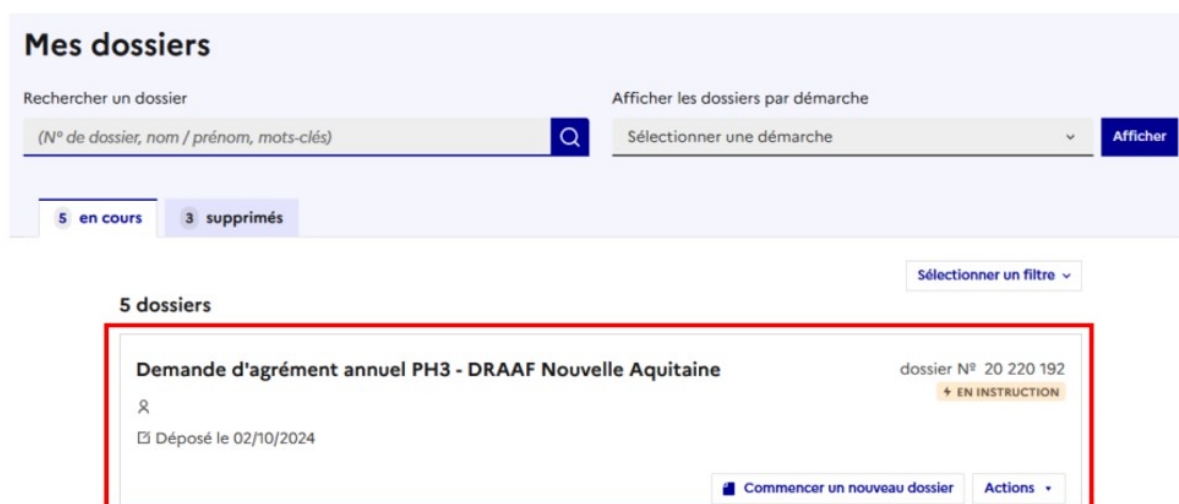 Mes dossiers
Rechercher un dossier
Afficher les dossiers par démarche
(N° de dossier, nom / prénom, mots-clés)
Sélectionner une démarche
Afficher
5 en cours
3 supprimés
Sélectionner un filtre
5 dossiers
Demande d'agrément annuel PH3 - DRAAF Nouvelle Aquitaine
dossier Nº 20 220 192
EN INSTRUCTION
Déposé le 02/10/2024
Commencer un nouveau dossier
Actions